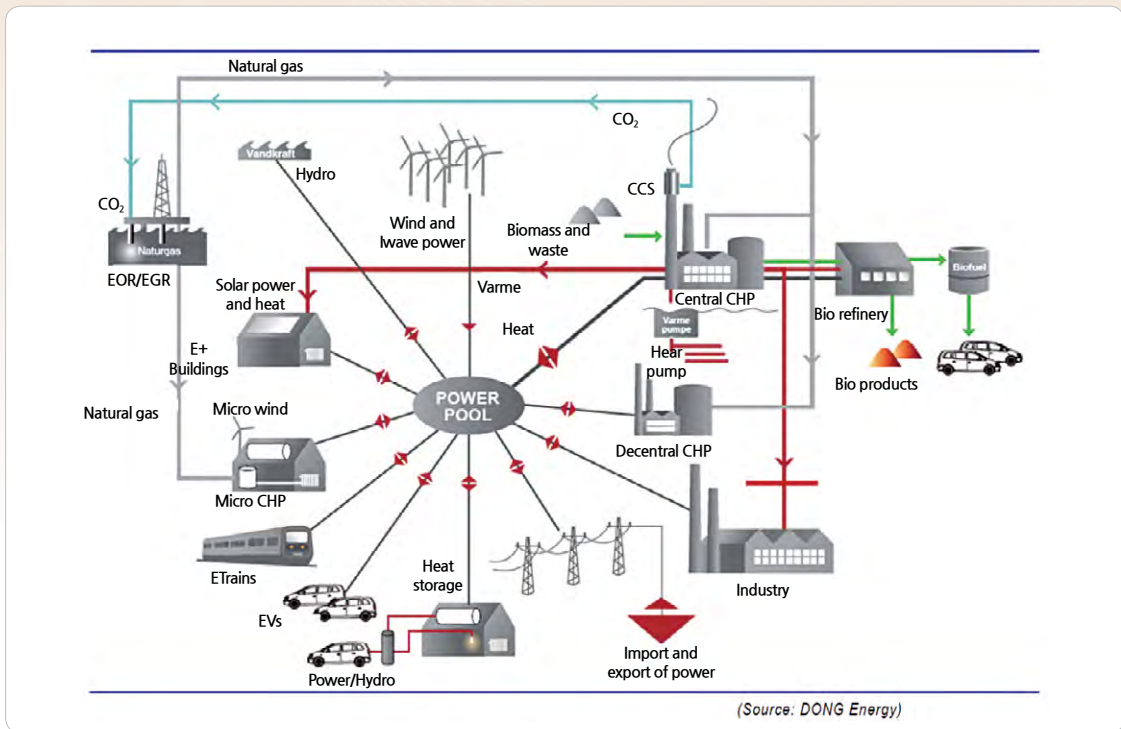 Natural gas
CO₂
Vandkraft
Hydro
CCS
CO₂
Wind and
lwave power
Biomass and
waste
Naturgas
EOR/EGR
Biofuel
Solar power
and heat
Varme
Central CHP
Bio refinery
Varme
pumpe
Heat
Hear
pump
E+
Buildings
Bio products
POWER
POOL
Natural gas
Micro wind
Decentral CHP
Micro CHP
ETrains
Heat
storage
Industry
EVs
Import and
export of power
Power/Hydro
(Source: DONG Energy)